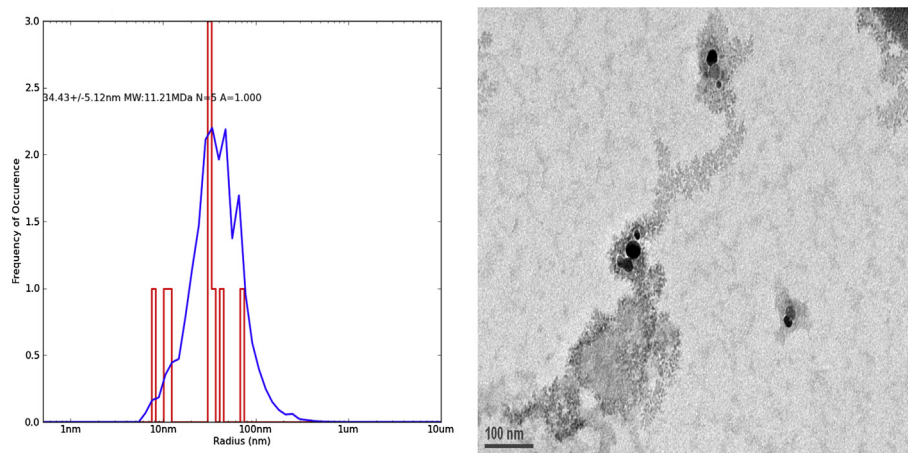 3.0
2.5
34.43+/-5.12nm MW:11.21MDa N=5 A=1.000
2.0
1.5
1.0
0.5
0.0
Frequency of Occurence
1nm 10nm 100nm 1um 10um
Radius (nm)
100 nm